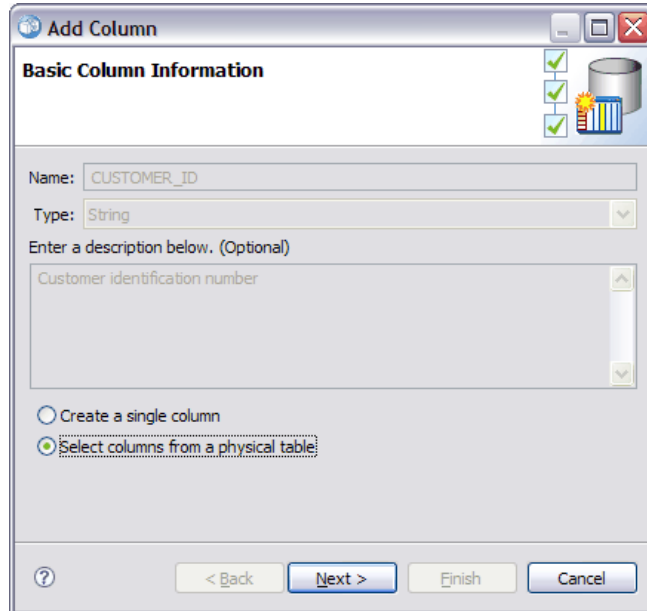 Add Column
Basic Column Information
Name: CUSTOMER_ID
Type: String
Enter a description below. (Optional)
Customer identification number
Create a single column
Select columns from a physical table
? < Back Next > Finish Cancel